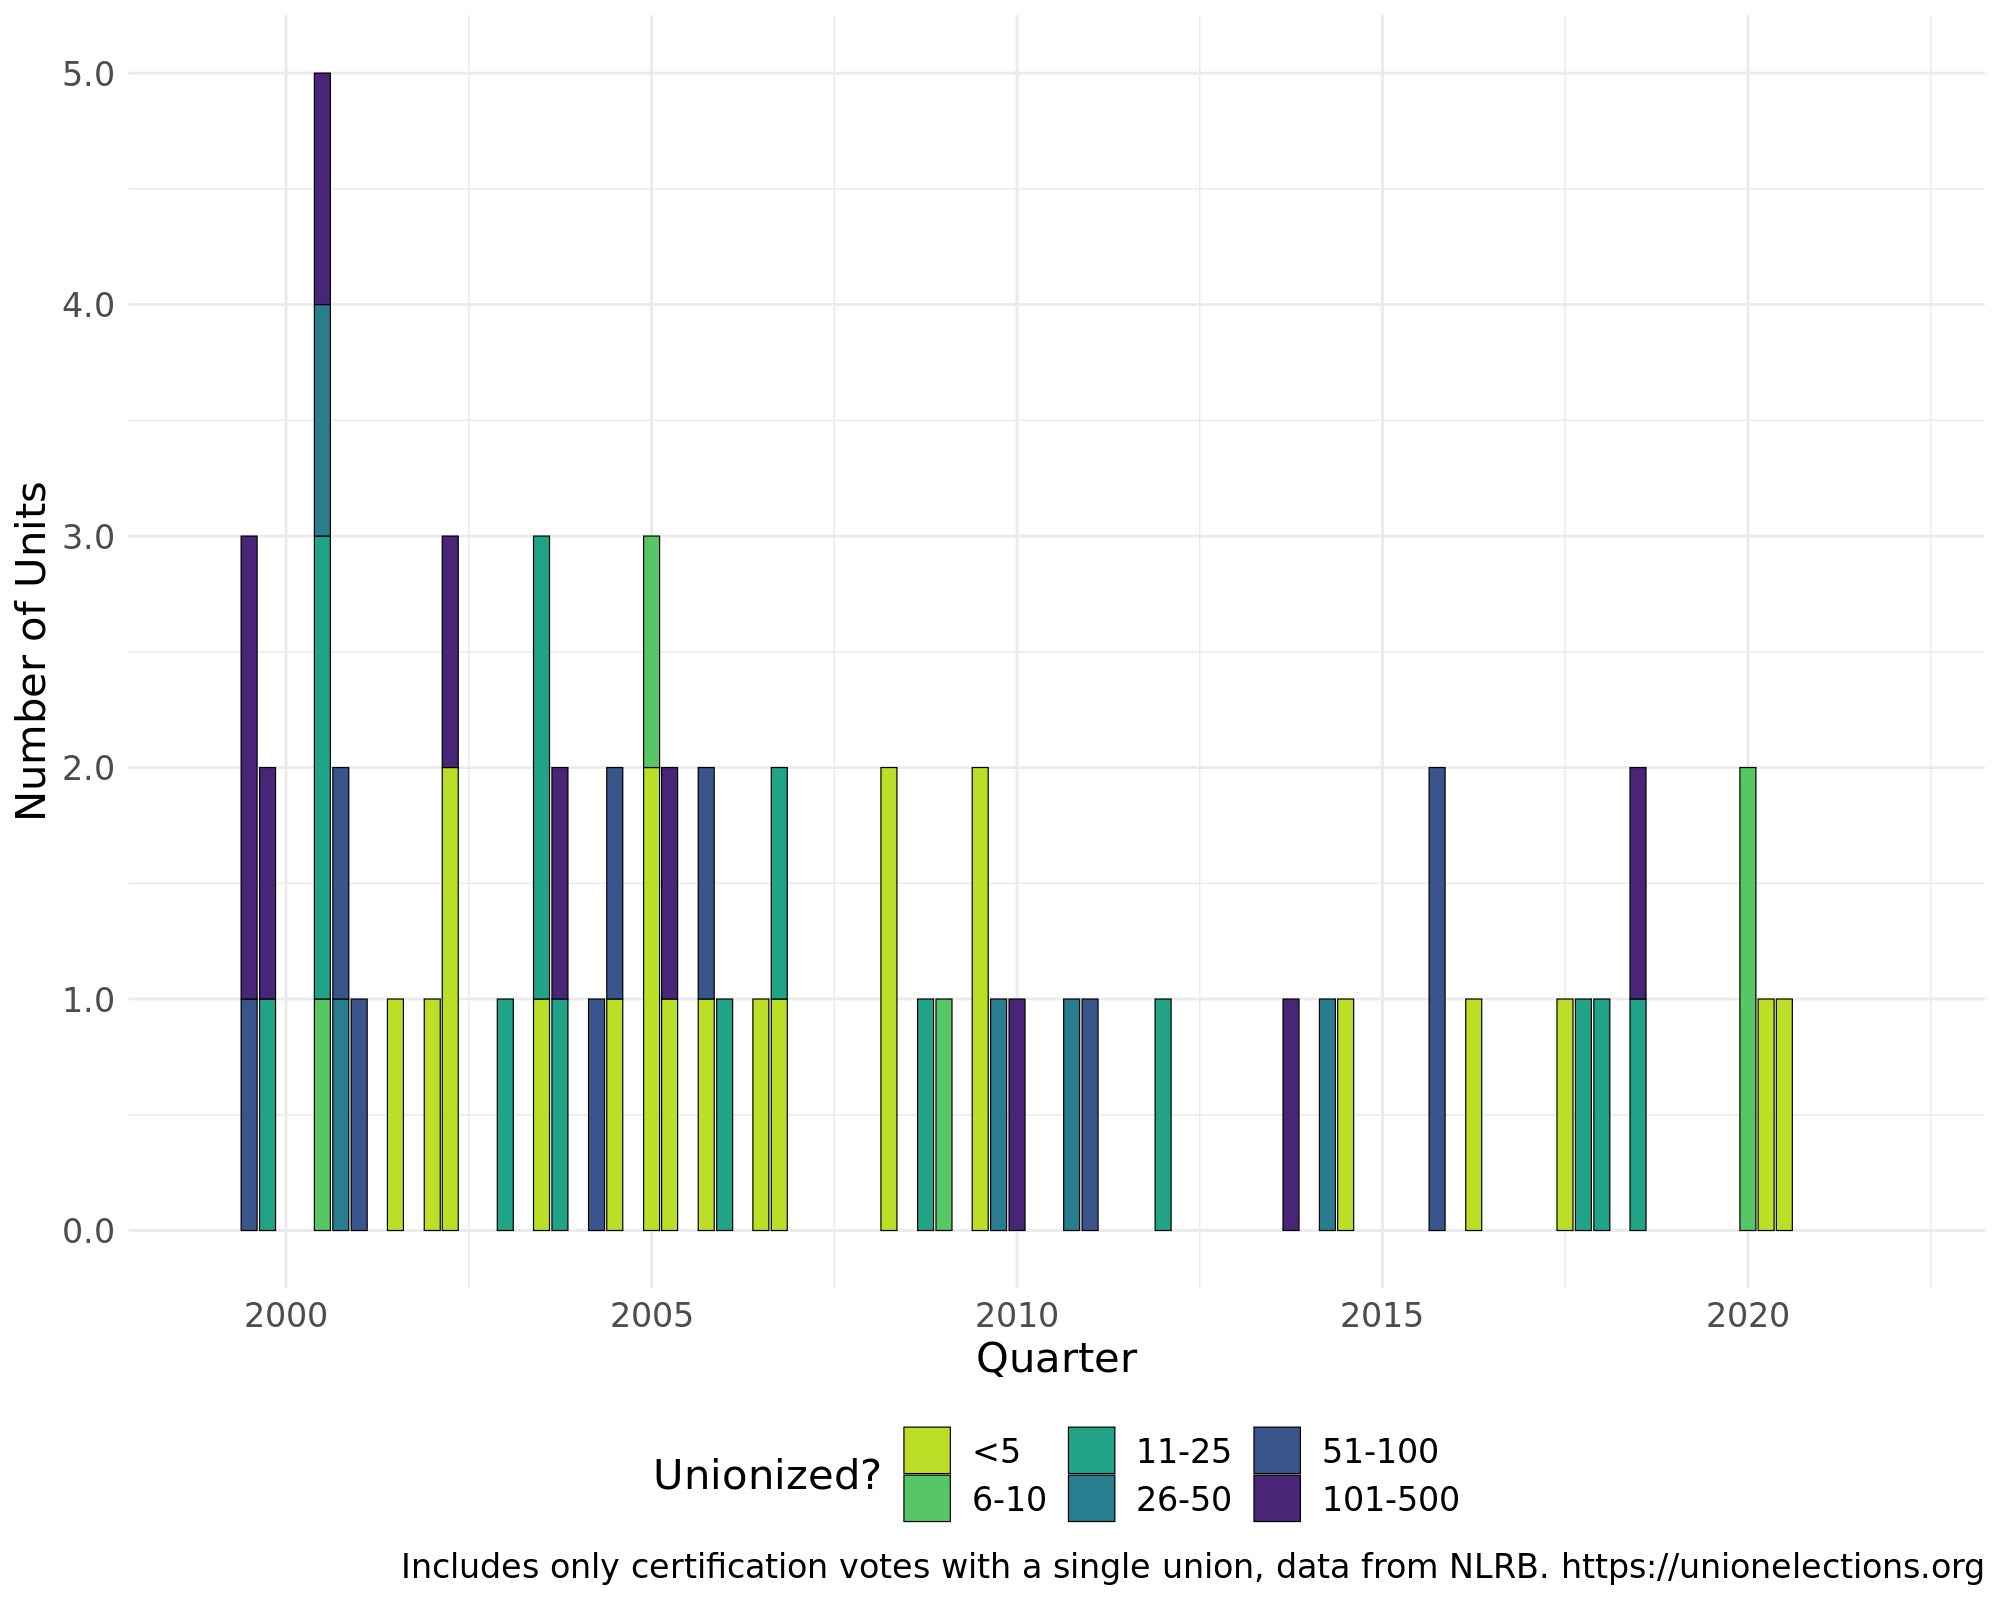 5.0
4.0
3.0
2.0
1.0
0.0
Number of Units
2000 2005 2010 2015 2020
Quarter
Unionized?
<5 11-25 51-100
6-10 26-50 101-500
Includes only certification votes with a single union, data from NLRB. https://unionelections.org